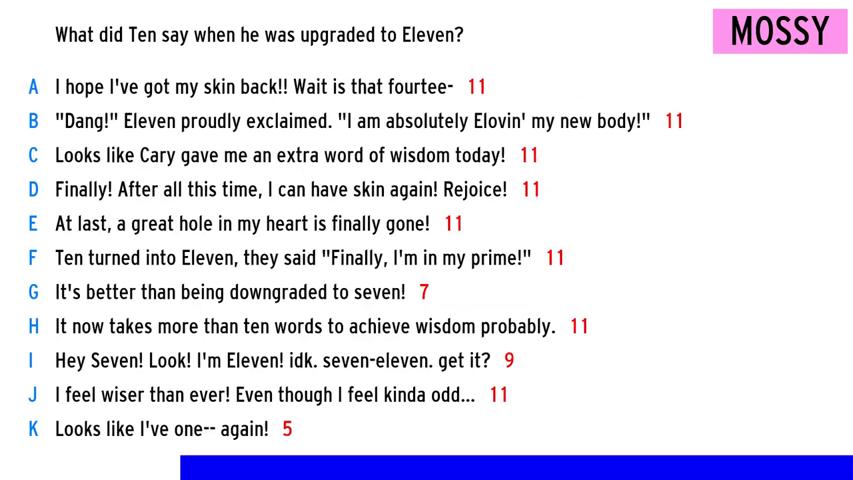 What did Ten say when he was upgraded to Eleven?
MOSSY
A I hope I've got my skin back!! Wait is that fourtee- 11
B "Dang!" Eleven proudly exclaimed. "I am absolutely Elovin' my new body!" 11
C Looks like Cary gave me an extra word of wisdom today! 11
D Finally! After all this time, I can have skin again! Rejoice! 11
E At last, a great hole in my heart is finally gone! 11
F Ten turned into Eleven, they said "Finally, I'm in my prime!" 11
G It's better than being downgraded to seven! 7
H It now takes more than ten words to achieve wisdom probably. 11
I Hey Seven! Look! I'm Eleven! idk. seven-eleven. get it? 9
J I feel wiser than ever! Even though I feel kinda odd... 11
K Looks like I've one-- again! 5